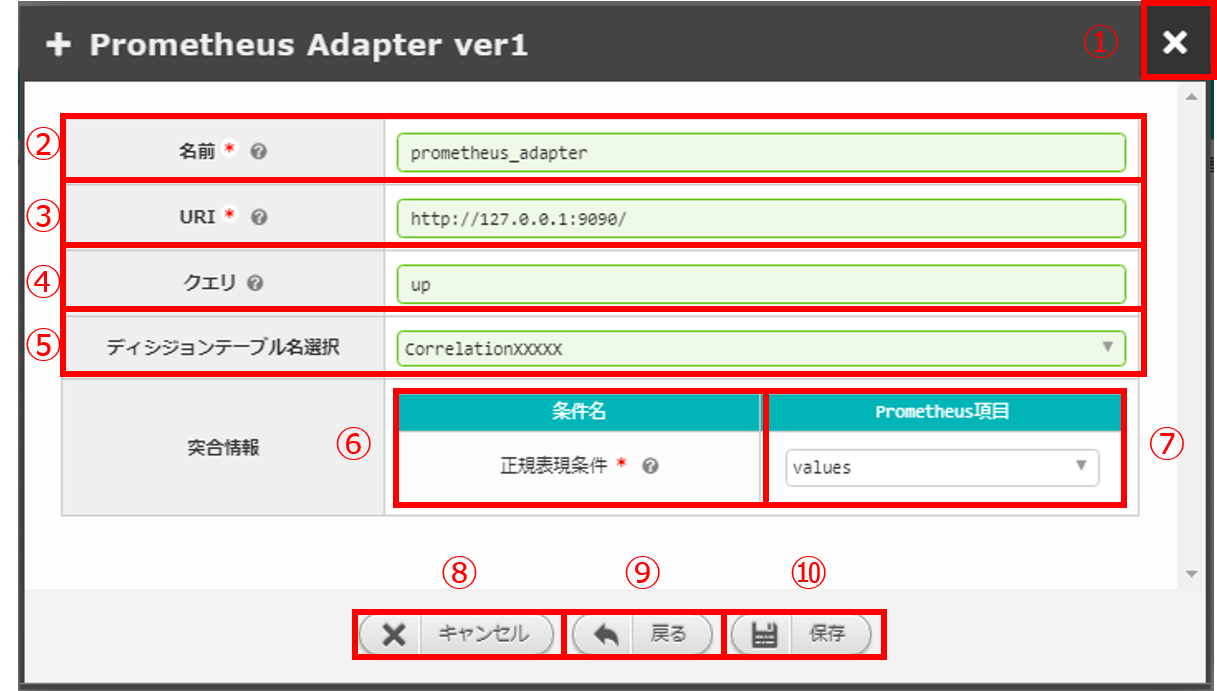 + Prometheus Adapter ver1 ① ×
② 名前 * ? prometheus_adapter
③ URI * ? http://127.0.0.1:9090/
④ クエリ ? up
⑤ ディシジョンテーブル名選択 CorrelationXXXXX
条件名 Prometheus項目
突合情報 ⑥ 正規表現条件 * ? values ⑦
⑧ ⑨ ⑩
キャンセル 戻る 保存